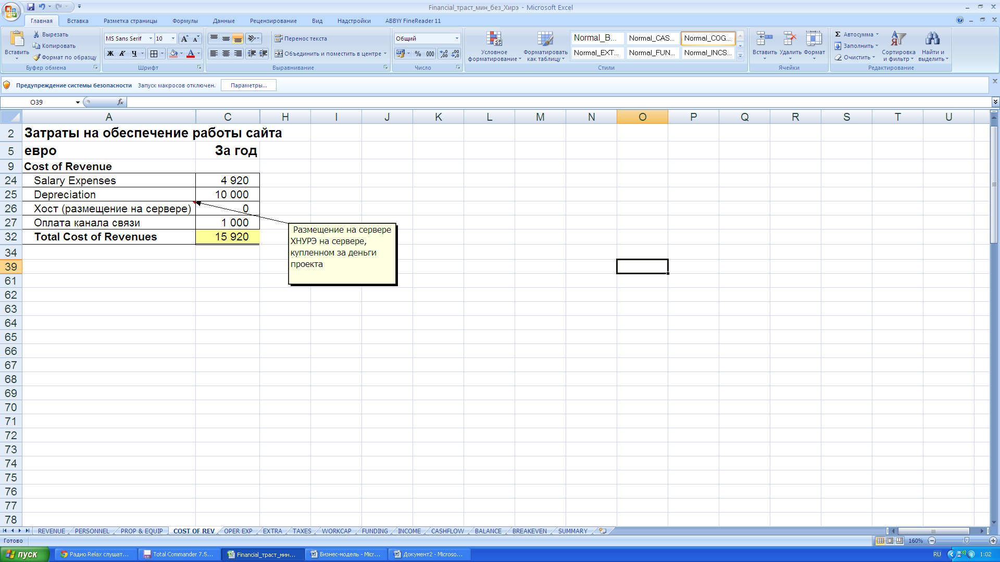 Financial_траст_мин_без_Хирэ - Microsoft Excel
Главная Вставка Разметка страницы Формулы Данные Рецензирование Вид Надстройки ABBYY FineReader 11
Вставить
Вырезать
Копировать
Формат по образцу
Буфер обмена
MS Sans Serif 10
Ж К Ч
Шрифт
Перенос текста
Объединить и поместить в центре
Выравнивание
Общий
% 000
Число
Условное форматирование
Форматировать как таблицу
Normal_B... Normal_CAS... Normal_COG...
Normal_EXT... Normal_FUN... Normal_INCS...
Стили
Вставить Удалить Формат
Ячейки
Автосумма
Заполнить
Очистить
Сортировка и фильтр
Найти и выделить
Редактирование
Предупреждение системы безопасности Запуск макросов отключен. Параметры...
O39 fx
A C H I J K L M N O P Q R S T U
2 Затраты на обеспечение работы сайта
5 евро За год
9 Cost of Revenue
24 Salary Expenses 4 920
25 Depreciation 10 000
26 Хост (размещение на сервере) 0
27 Оплата канала связи 1 000
32 Total Cost of Revenues 15 920
Размещение на сервере
ХНУРЭ на сервере,
купленном за деньги
проекта
34
39
61
62
63
64
65
66
67
68
69
70
71
72
73
74
75
76
77
78
REVENUE PERSONNEL PROP & EQUIP COST OF REV OPER EXP EXTRA TAXES WORKCAP FUNDING INCOME CASHFLOW BALANCE BREAKEVEN SUMMARY
Готово 160%
пуск Радио Relax слушат... Total Commander 7.5... Financial_траст_мин... Бизнес-модель - Micr... Документ2 - Microso... RU 1:02